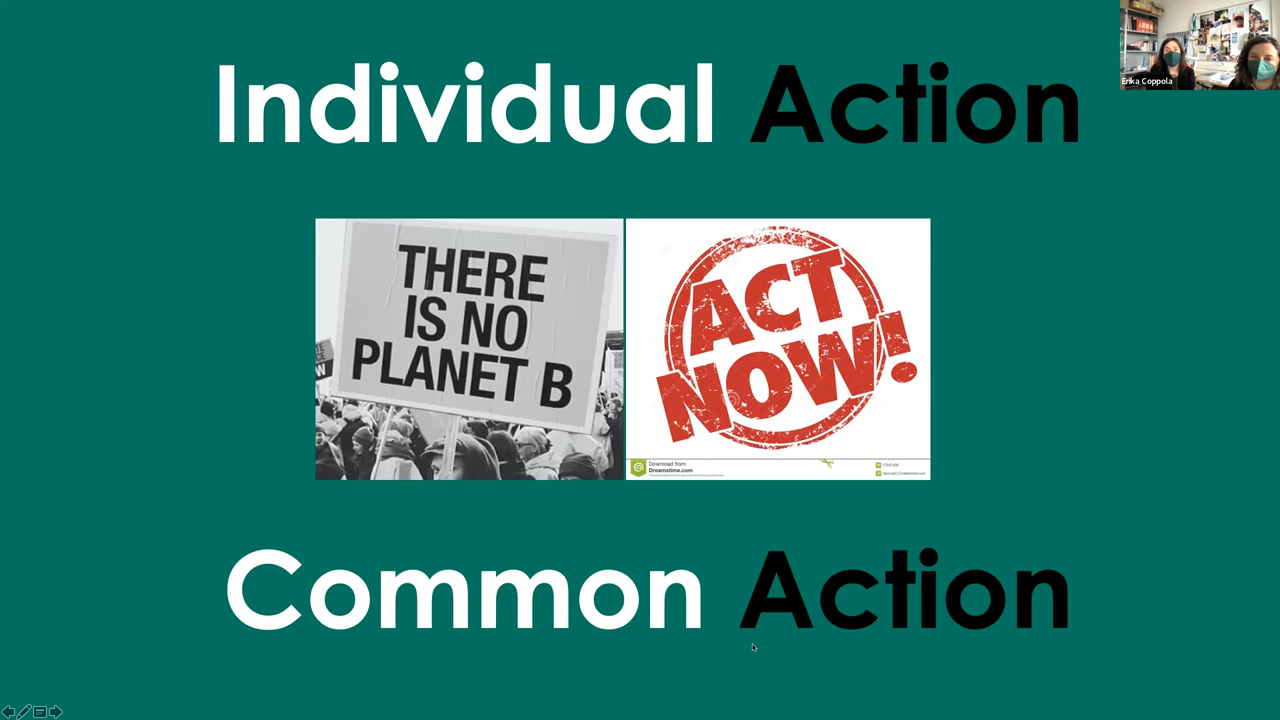 Individual Action
Erika Coppola
THERE
IS NO
PLANET B
ACT
NOW!
Download from
Dreamstime.com
Common Action